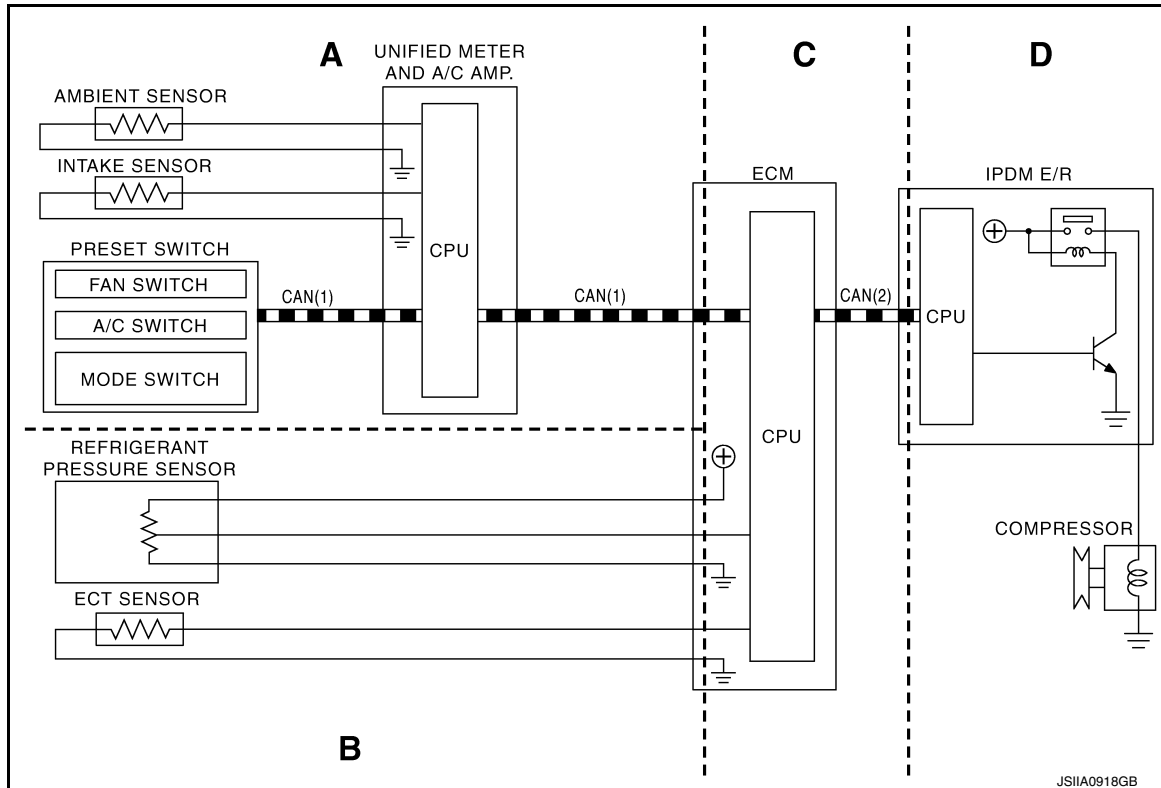 A
C
D
UNIFIED METER
AND A/C AMP.
AMBIENT SENSOR
INTAKE SENSOR
CPU
PRESET SWITCH
FAN SWITCH
A/C SWITCH
MODE SWITCH
CAN(1)
CAN(1)
ECM
CPU
CAN(2)
IPDM E/R
CPU
REFRIGERANT
PRESSURE SENSOR
ECT SENSOR
COMPRESSOR
B
JSIIA0918GB